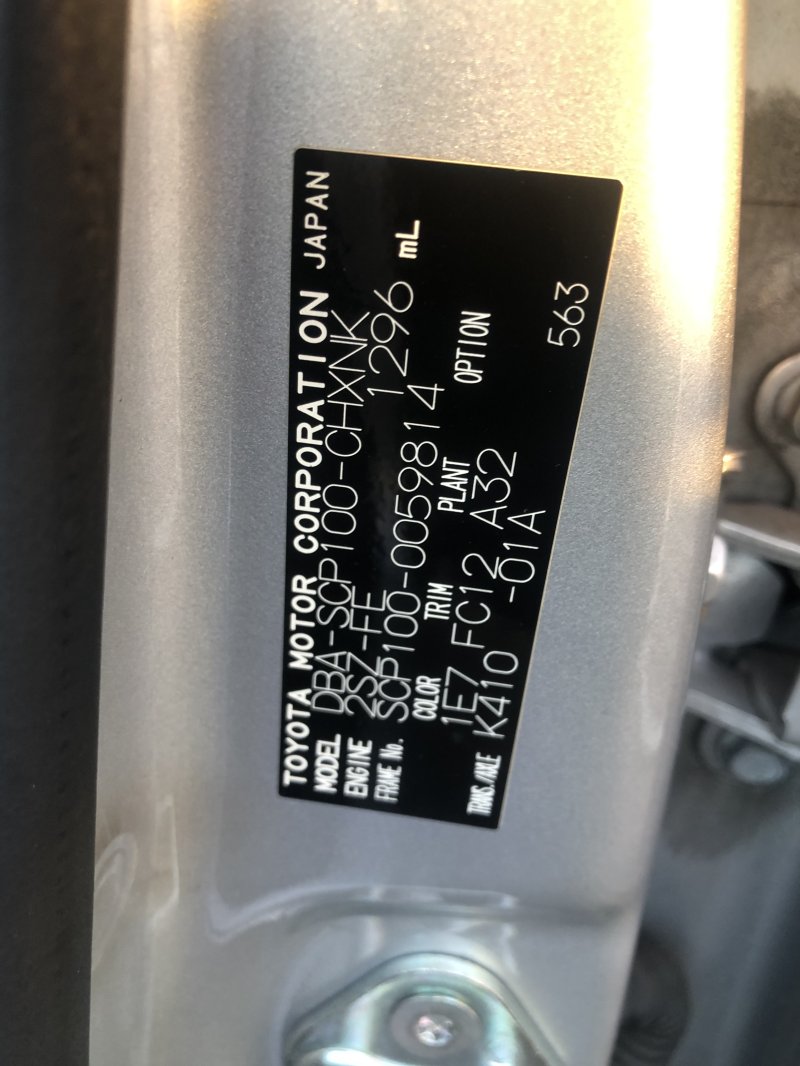 TOYOTA MOTOR CORPORATION JAPAN
MODEL DBA-SCP100-CHXNK
ENGINE 2SZ-FE 1296 mL
FRAME No. SCP100-0059814
COLOR TRIM PLANT OPTION
1E7 FC12 A32
TRANS./AXLE K410 -01A
563